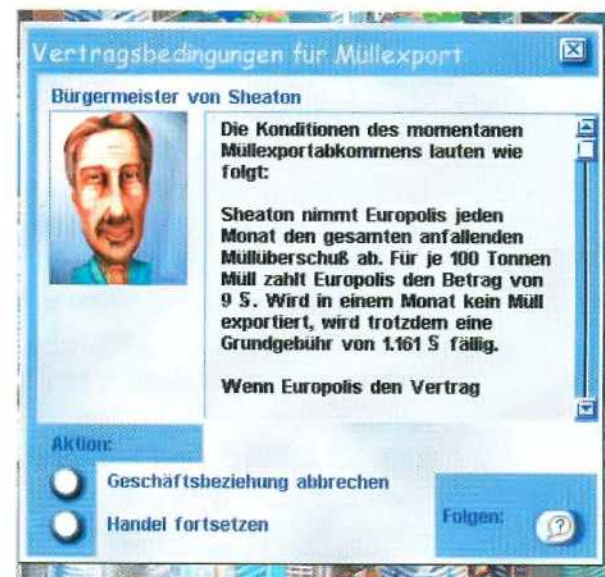 Vertragsbedingungen für Müllexport
Bürgermeister von Sheaton
Die Konditionen des momentanen
Müllexportabkommens lauten wie
folgt:
Sheaton nimmt Europolis jeden
Monat den gesamten anfallenden
Müllüberschuß ab. Für je 100 Tonnen
Müll zahlt Europolis den Betrag von
9 §. Wird in einem Monat kein Müll
exportiert, wird trotzdem eine
Grundgebühr von 1.161 § fällig.
Wenn Europolis den Vertrag
Aktion:
Geschäftsbeziehung abbrechen
Handel fortsetzen
Folgen:
?